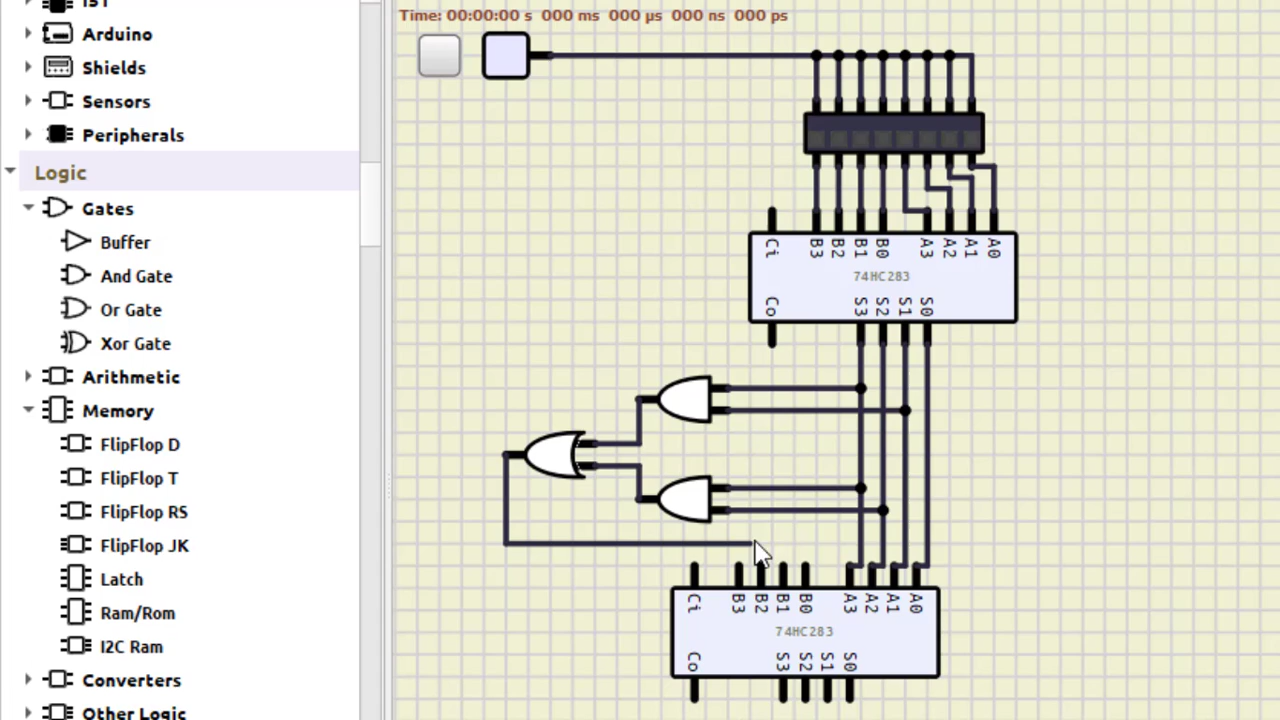 IST
Arduino
Shields
Sensors
Peripherals
Logic
Gates
Buffer
And Gate
Or Gate
Xor Gate
Arithmetic
Memory
FlipFlop D
FlipFlop T
FlipFlop RS
FlipFlop JK
Latch
Ram/Rom
I2C Ram
Converters
Other Logic
Time: 00:00:00 s 000 ms 000 µs 000 ns 000 ps
Ci B3 B2 B1 B0 A3 A2 A1 A0
74HC283
Co S3 S2 S1 S0
Ci B3 B2 B1 B0 A3 A2 A1 A0
74HC283
Co S3 S2 S1 S0